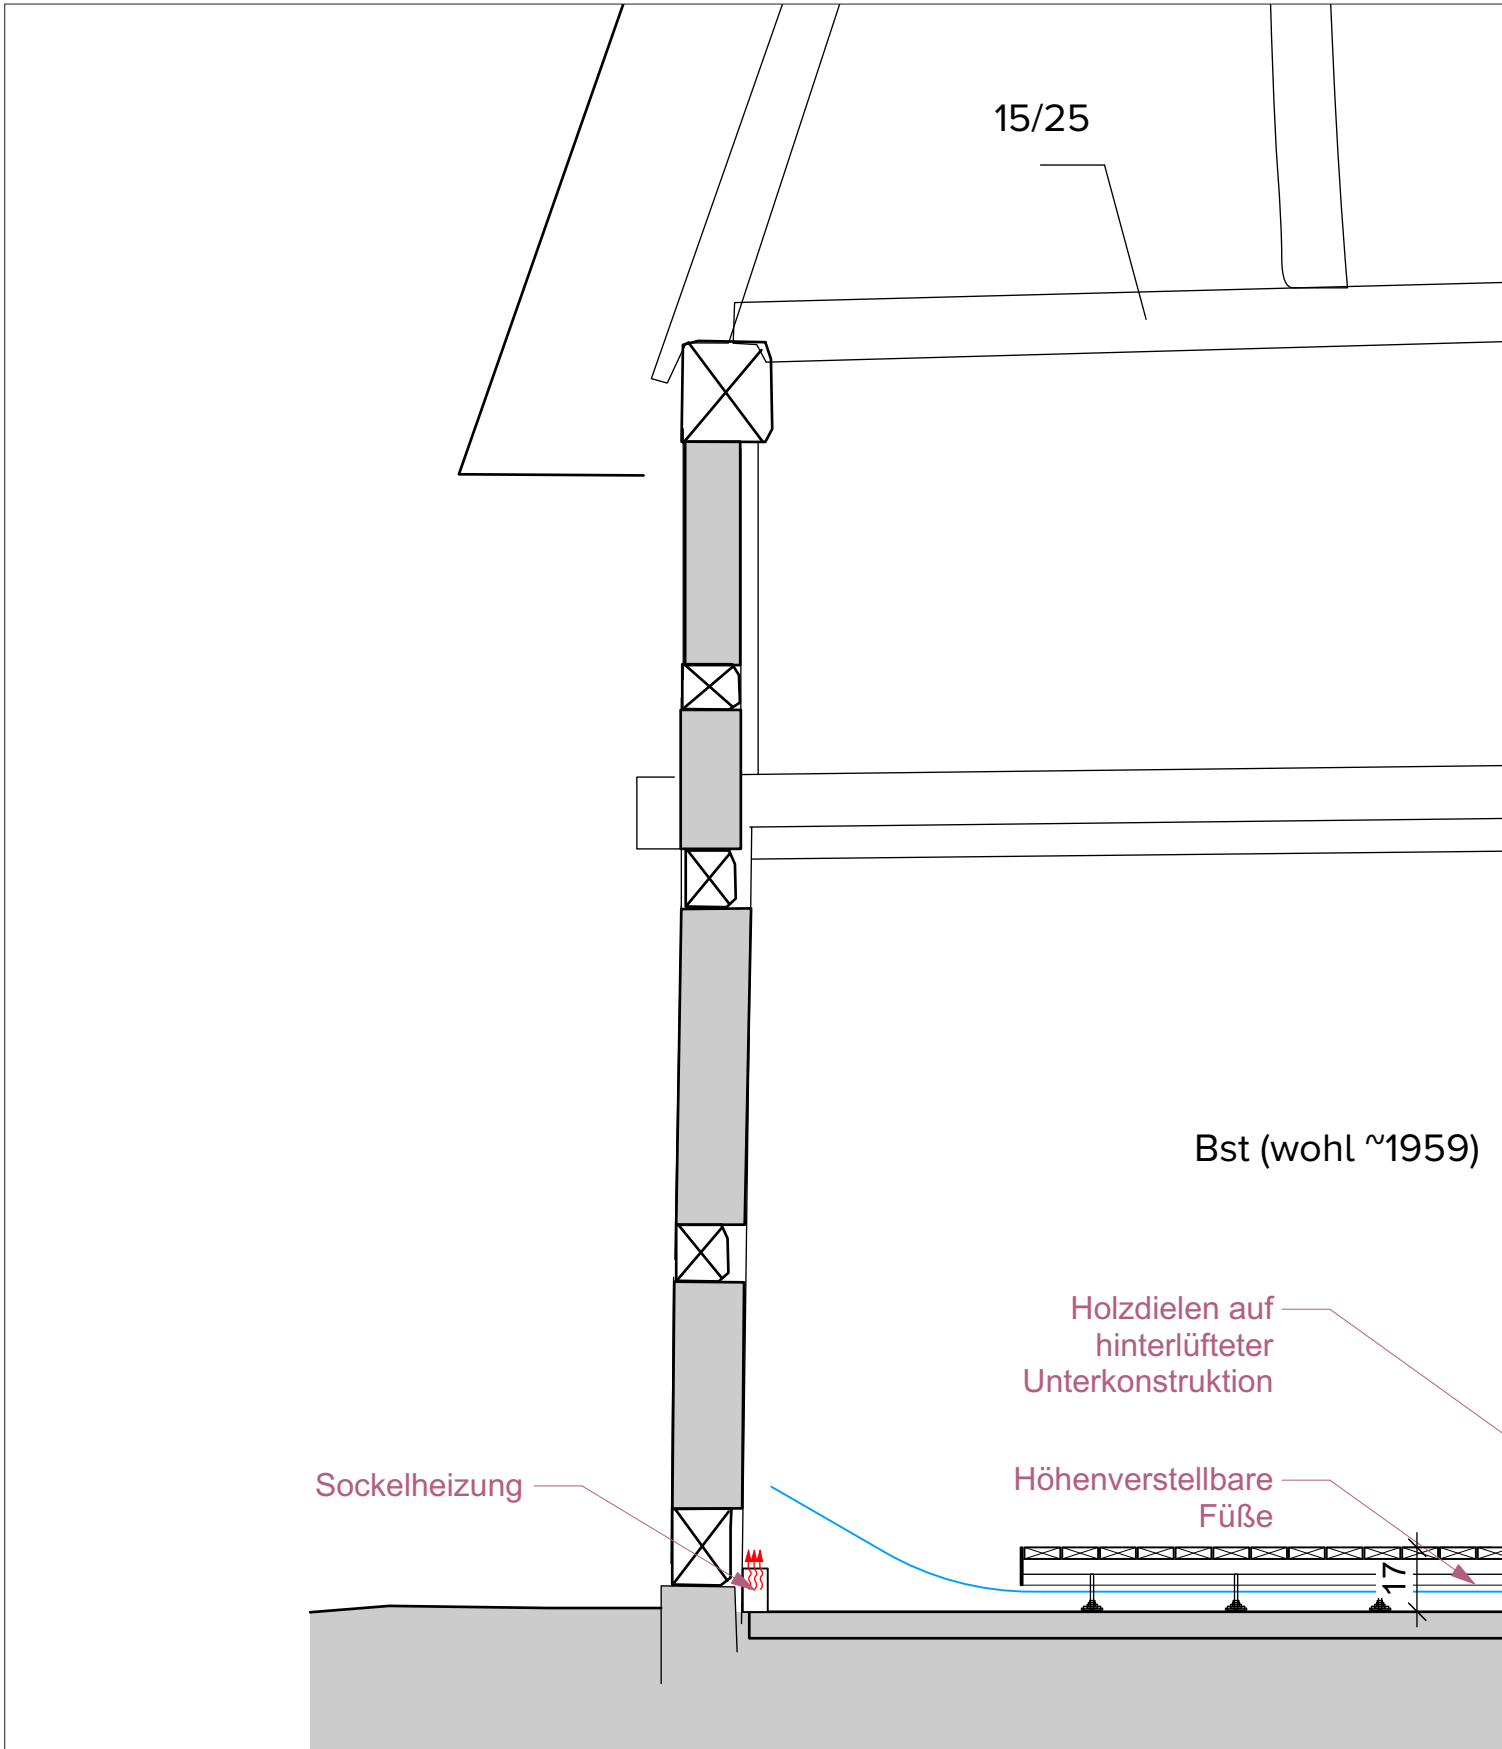 15/25
Bst (wohl ~1959)
Holzdielen auf
hinterlüfteter
Unterkonstruktion
Sockelheizung
Höhenverstellbare
Füße
17